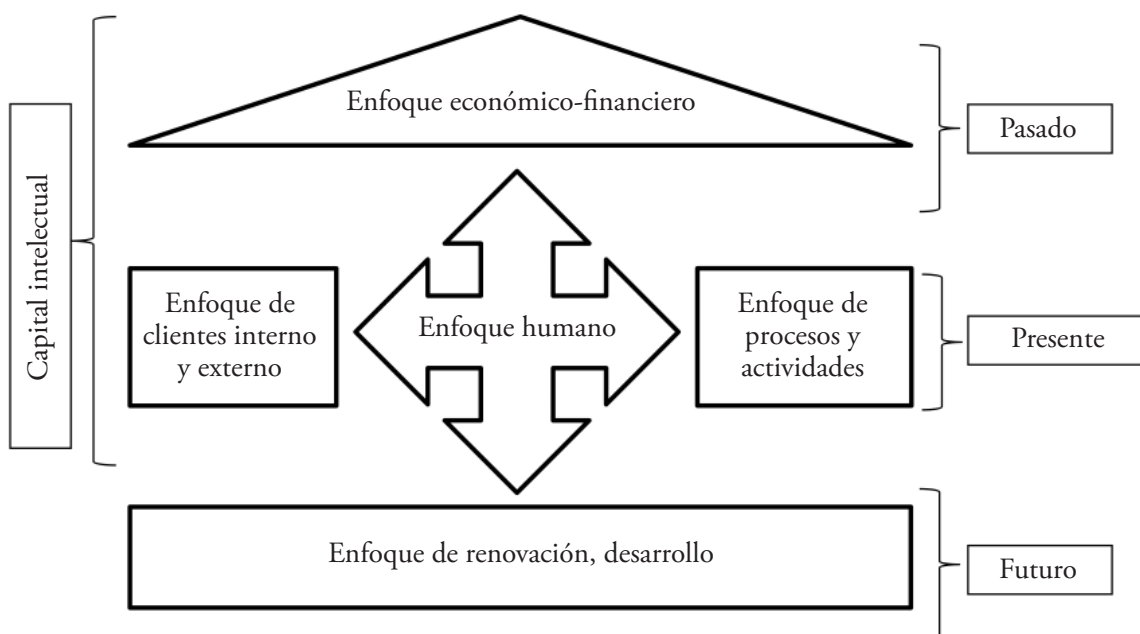 Capital intelectual
Enfoque económico-financiero
Pasado
Enfoque de
clientes interno
y externo
Enfoque humano
Enfoque de
procesos y
actividades
Presente
Enfoque de renovación, desarrollo
Futuro